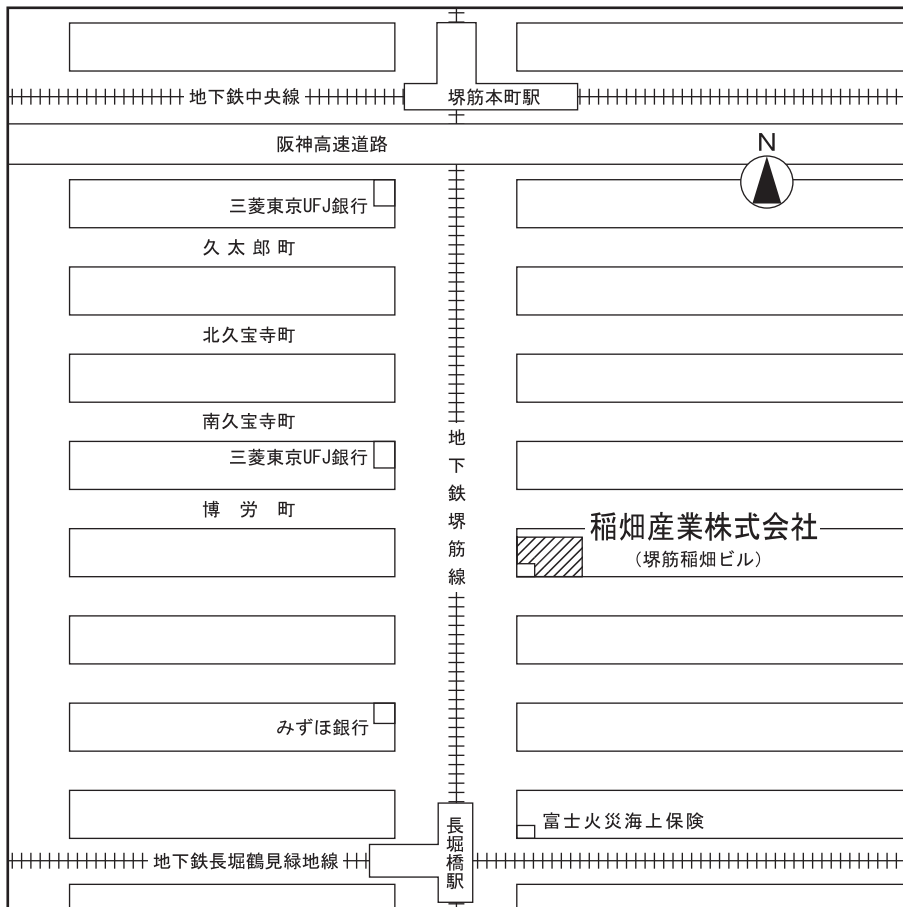 地下鉄中央線
堺筋本町駅
阪神高速道路
N
三菱東京UFJ銀行
久太郎町
北久宝寺町
南久宝寺町
三菱東京UFJ銀行
地下鉄堺筋線
博労町
稲畑産業株式会社
(堺筋稲畑ビル)
みずほ銀行
富士火災海上保険
長堀橋駅
地下鉄長堀鶴見緑地線